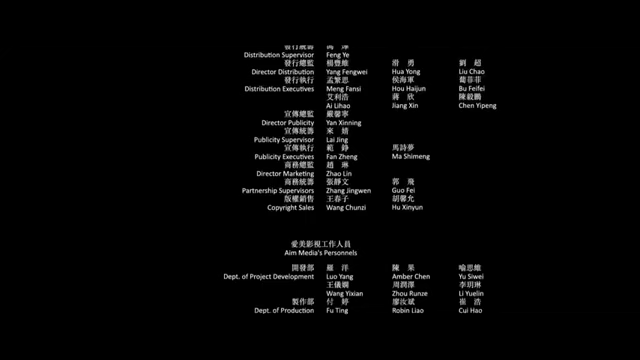 發行統籌 馮 燁
Distribution Supervisor Feng Ye
發行總監 楊豐維 滑 勇 劉 超
Director Distribution Yang Fengwei Hua Yong Liu Chao
發行執行 孟繁思 侯海軍 蔔菲菲
Distribution Executives Meng Fansi Hou Haijun Bu Feifei
艾利浩 蔣 欣 陳毅鵬
Ai Lihao Jiang Xin Chen Yipeng
宣傳總監 嚴馨寧
Director Publicity Yan Xinning
宣傳統籌 來 婧
Publicity Supervisor Lai Jing
宣傳執行 範 錚 馬詩夢
Publicity Executives Fan Zheng Ma Shimeng
商務總監 趙 琳
Director Marketing Zhao Lin
商務統籌 張靜文 郭 飛
Partnership Supervisors Zhang Jingwen Guo Fei
版權銷售 王春子 胡馨允
Copyright Sales Wang Chunzi Hu Xinyun
愛美影視工作人員
Aim Media's Personnels
開發部 羅 洋 陳 果 喻思維
Dept. of Project Development Luo Yang Amber Chen Yu Siwei
王儀嫻 周潤澤 李玥琳
Wang Yixian Zhou Runze Li Yuelin
製作部 付 婷 廖汝斌 崔 浩
Dept. of Production Fu Ting Robin Liao Cui Hao